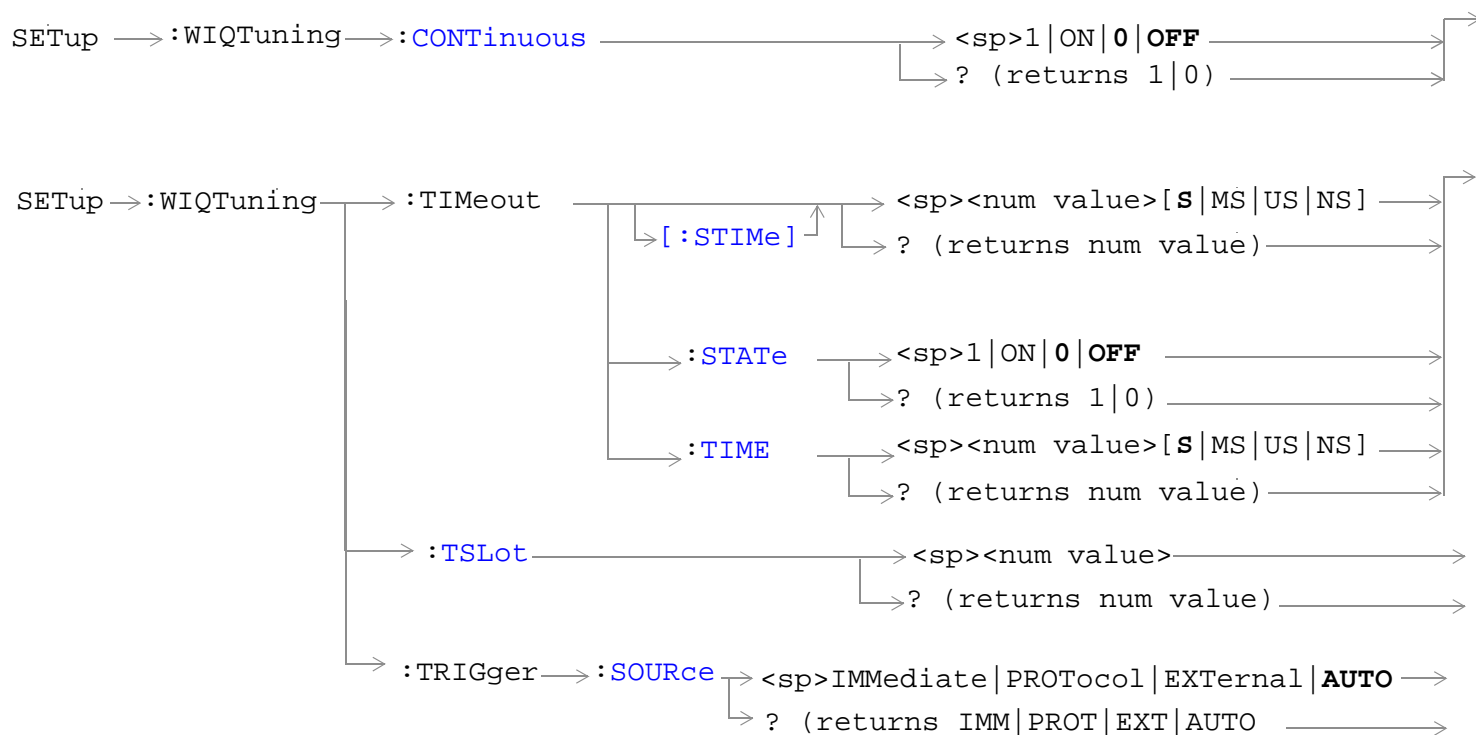 SETup :WIQTuning :CONTinuous <sp>1|ON|0|OFF
? (returns 1|0)
SETup :WIQTuning :TIMeout <sp><num value>[S|MS|US|NS]
[:STIMe] ? (returns num value)
:STATe <sp>1|ON|0|OFF
? (returns 1|0)
:TIME <sp><num value>[S|MS|US|NS]
? (returns num value)
:TSLot <sp><num value>
? (returns num value)
:TRIGger :SOURce <sp>IMMediate|PROTocol|EXTernal|AUTO
? (returns IMM|PROT|EXT|AUTO